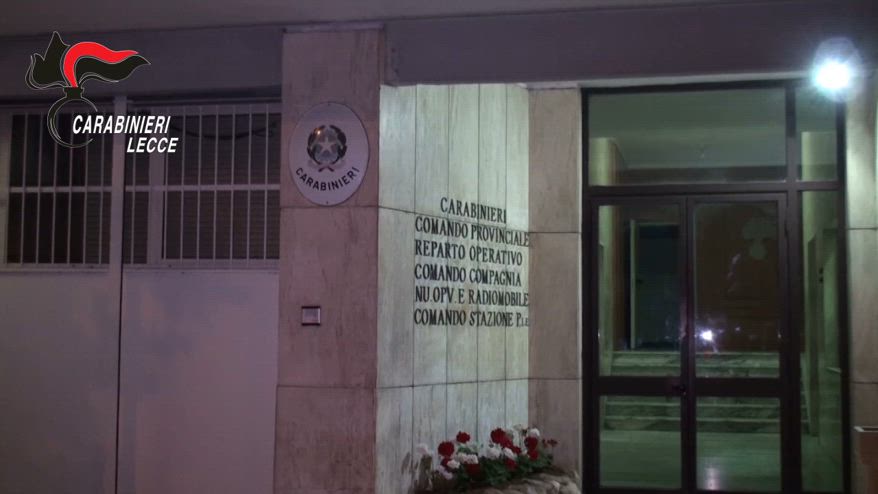 CARABINIERI
LECCE
CARABINIERI
CARABINIERI
COMANDO PROVINCIALE
REPARTO OPERATIVO
COMANDO COMPAGNIA
NU.OPV. E RADIOMOBILE
COMANDO STAZIONE P.LE